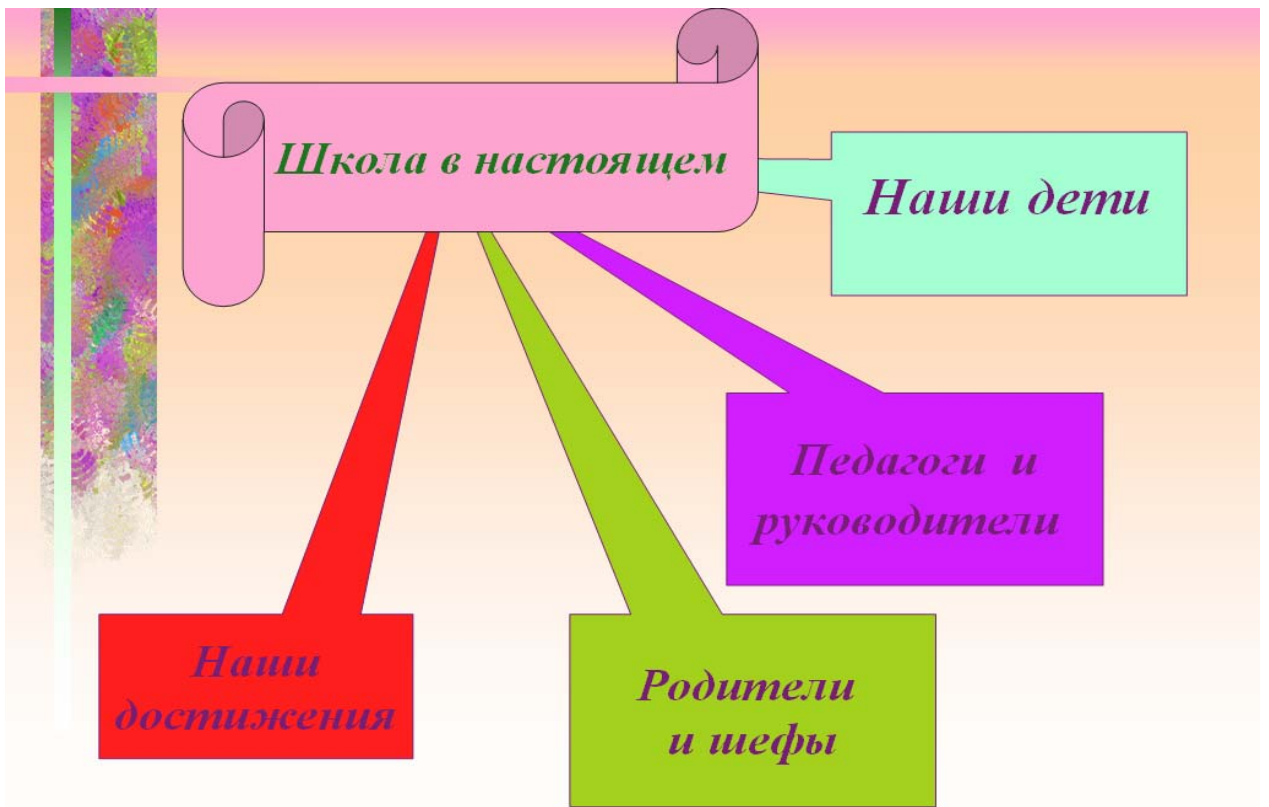 Школа в настоящем
Наши дети
Педагоги и
руководители
Наши
достижения
Родители
и шефы